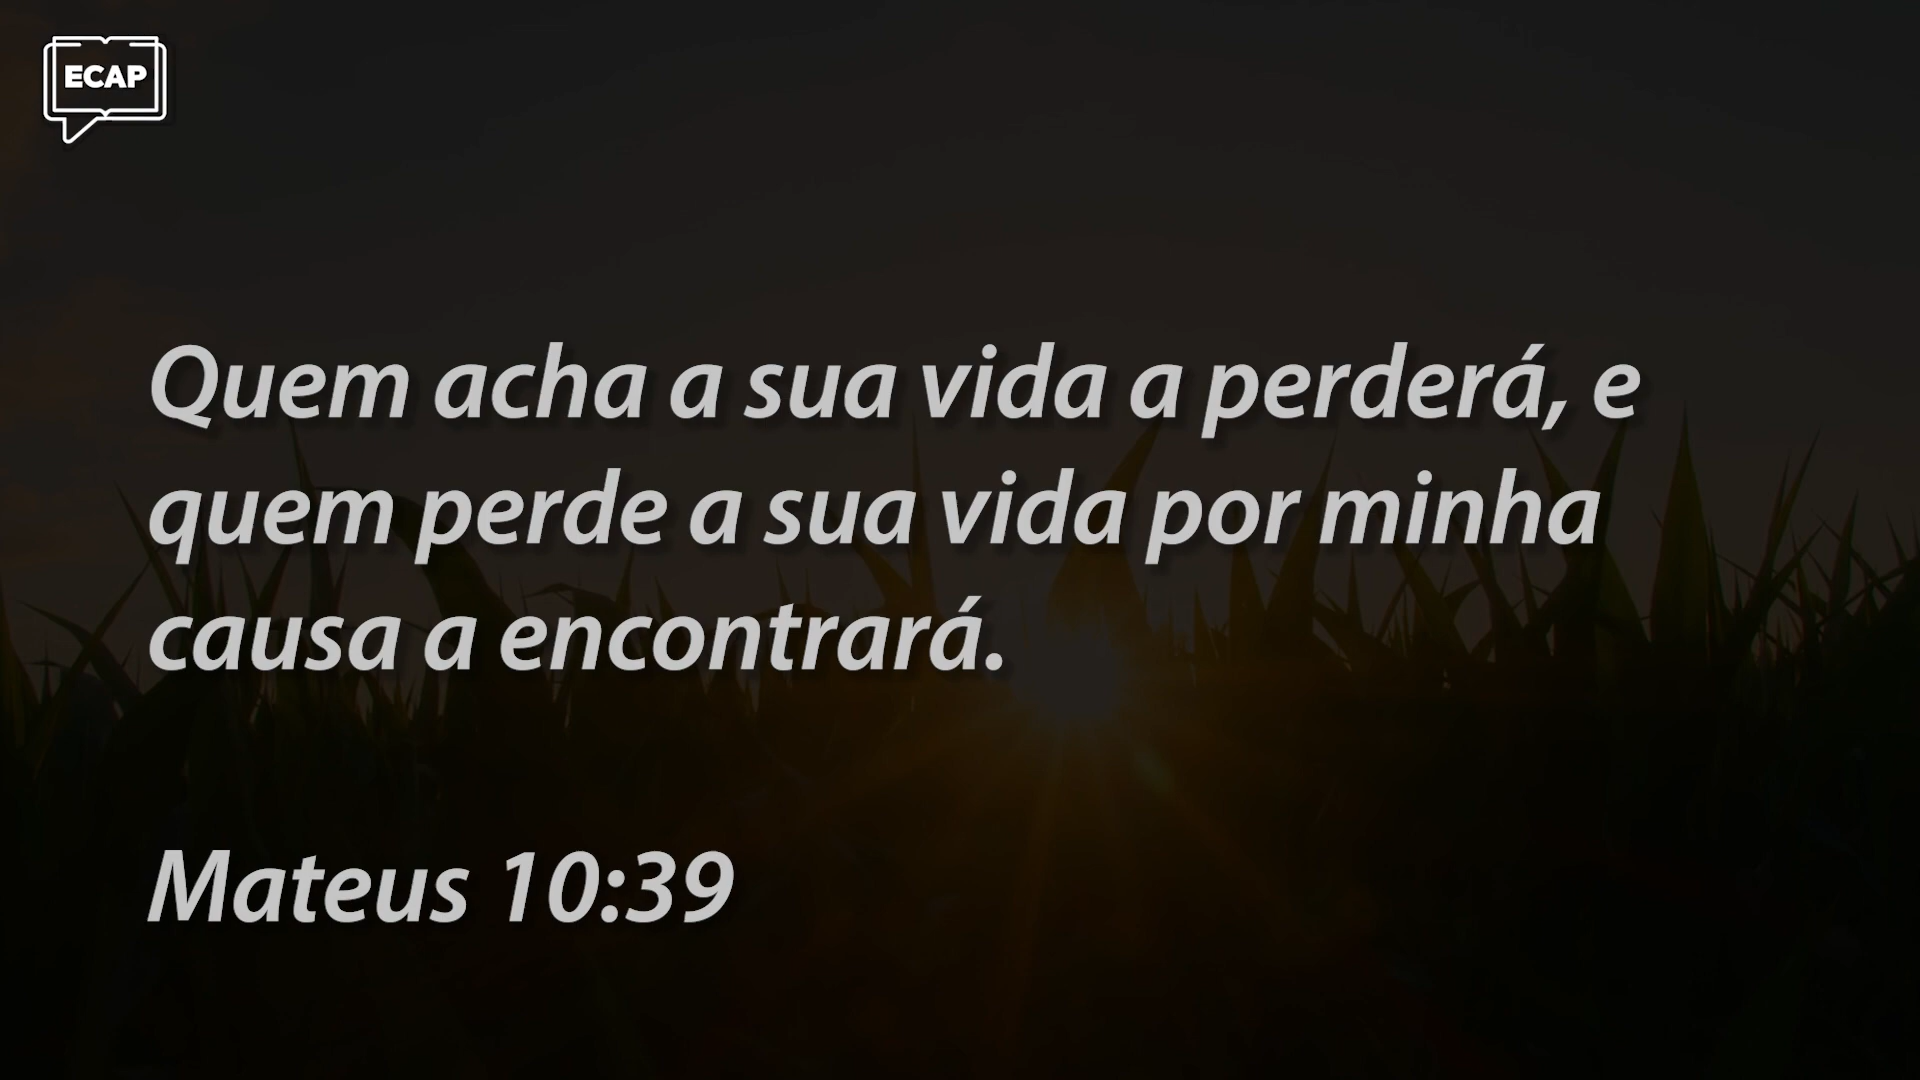 ECAP
Quem acha a sua vida a perderá, e
quem perde a sua vida por minha
causa a encontrará.
Mateus 10:39